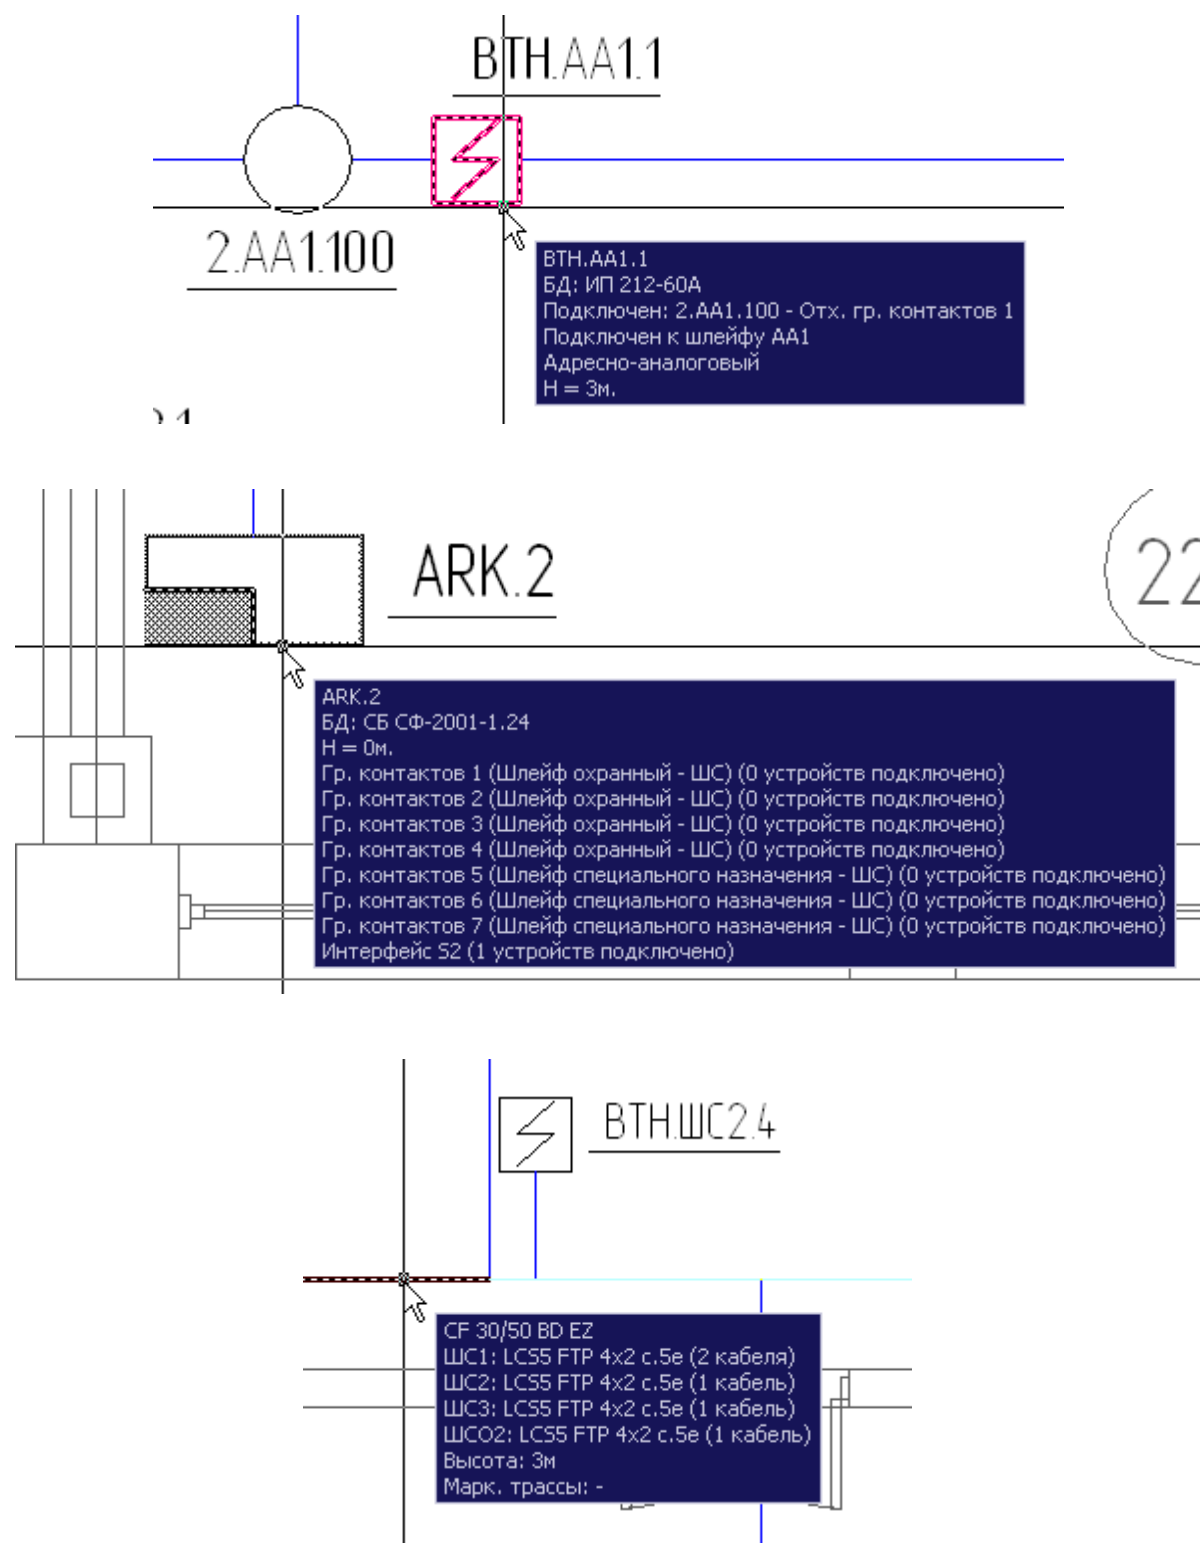 BTH.AA1.1
2.AA1.100
BTH.AA1.1
БД: ИП 212-60А
Подключен: 2.АА1.100 - Отх. гр. контактов 1
Подключен к шлейфу АА1
Адресно-аналоговый
Н = 3м.
ARK.2
22
ARK.2
БД: СБ СФ-2001-1.24
Н = 0м.
Гр. контактов 1 (Шлейф охранный - ШС) (0 устройств подключено)
Гр. контактов 2 (Шлейф охранный - ШС) (0 устройств подключено)
Гр. контактов 3 (Шлейф охранный - ШС) (0 устройств подключено)
Гр. контактов 4 (Шлейф охранный - ШС) (0 устройств подключено)
Гр. контактов 5 (Шлейф специального назначения - ШС) (0 устройств подключено)
Гр. контактов 6 (Шлейф специального назначения - ШС) (0 устройств подключено)
Гр. контактов 7 (Шлейф специального назначения - ШС) (0 устройств подключено)
Интерфейс S2 (1 устройств подключено)
BTH.ШС2.4
CF 30/50 BD EZ
ШС1: LCS5 FTP 4x2 c.5e (2 кабеля)
ШС2: LCS5 FTP 4x2 c.5e (1 кабель)
ШС3: LCS5 FTP 4x2 c.5e (1 кабель)
ШСО2: LCS5 FTP 4x2 c.5e (1 кабель)
Высота: 3м
Марк. трассы: -